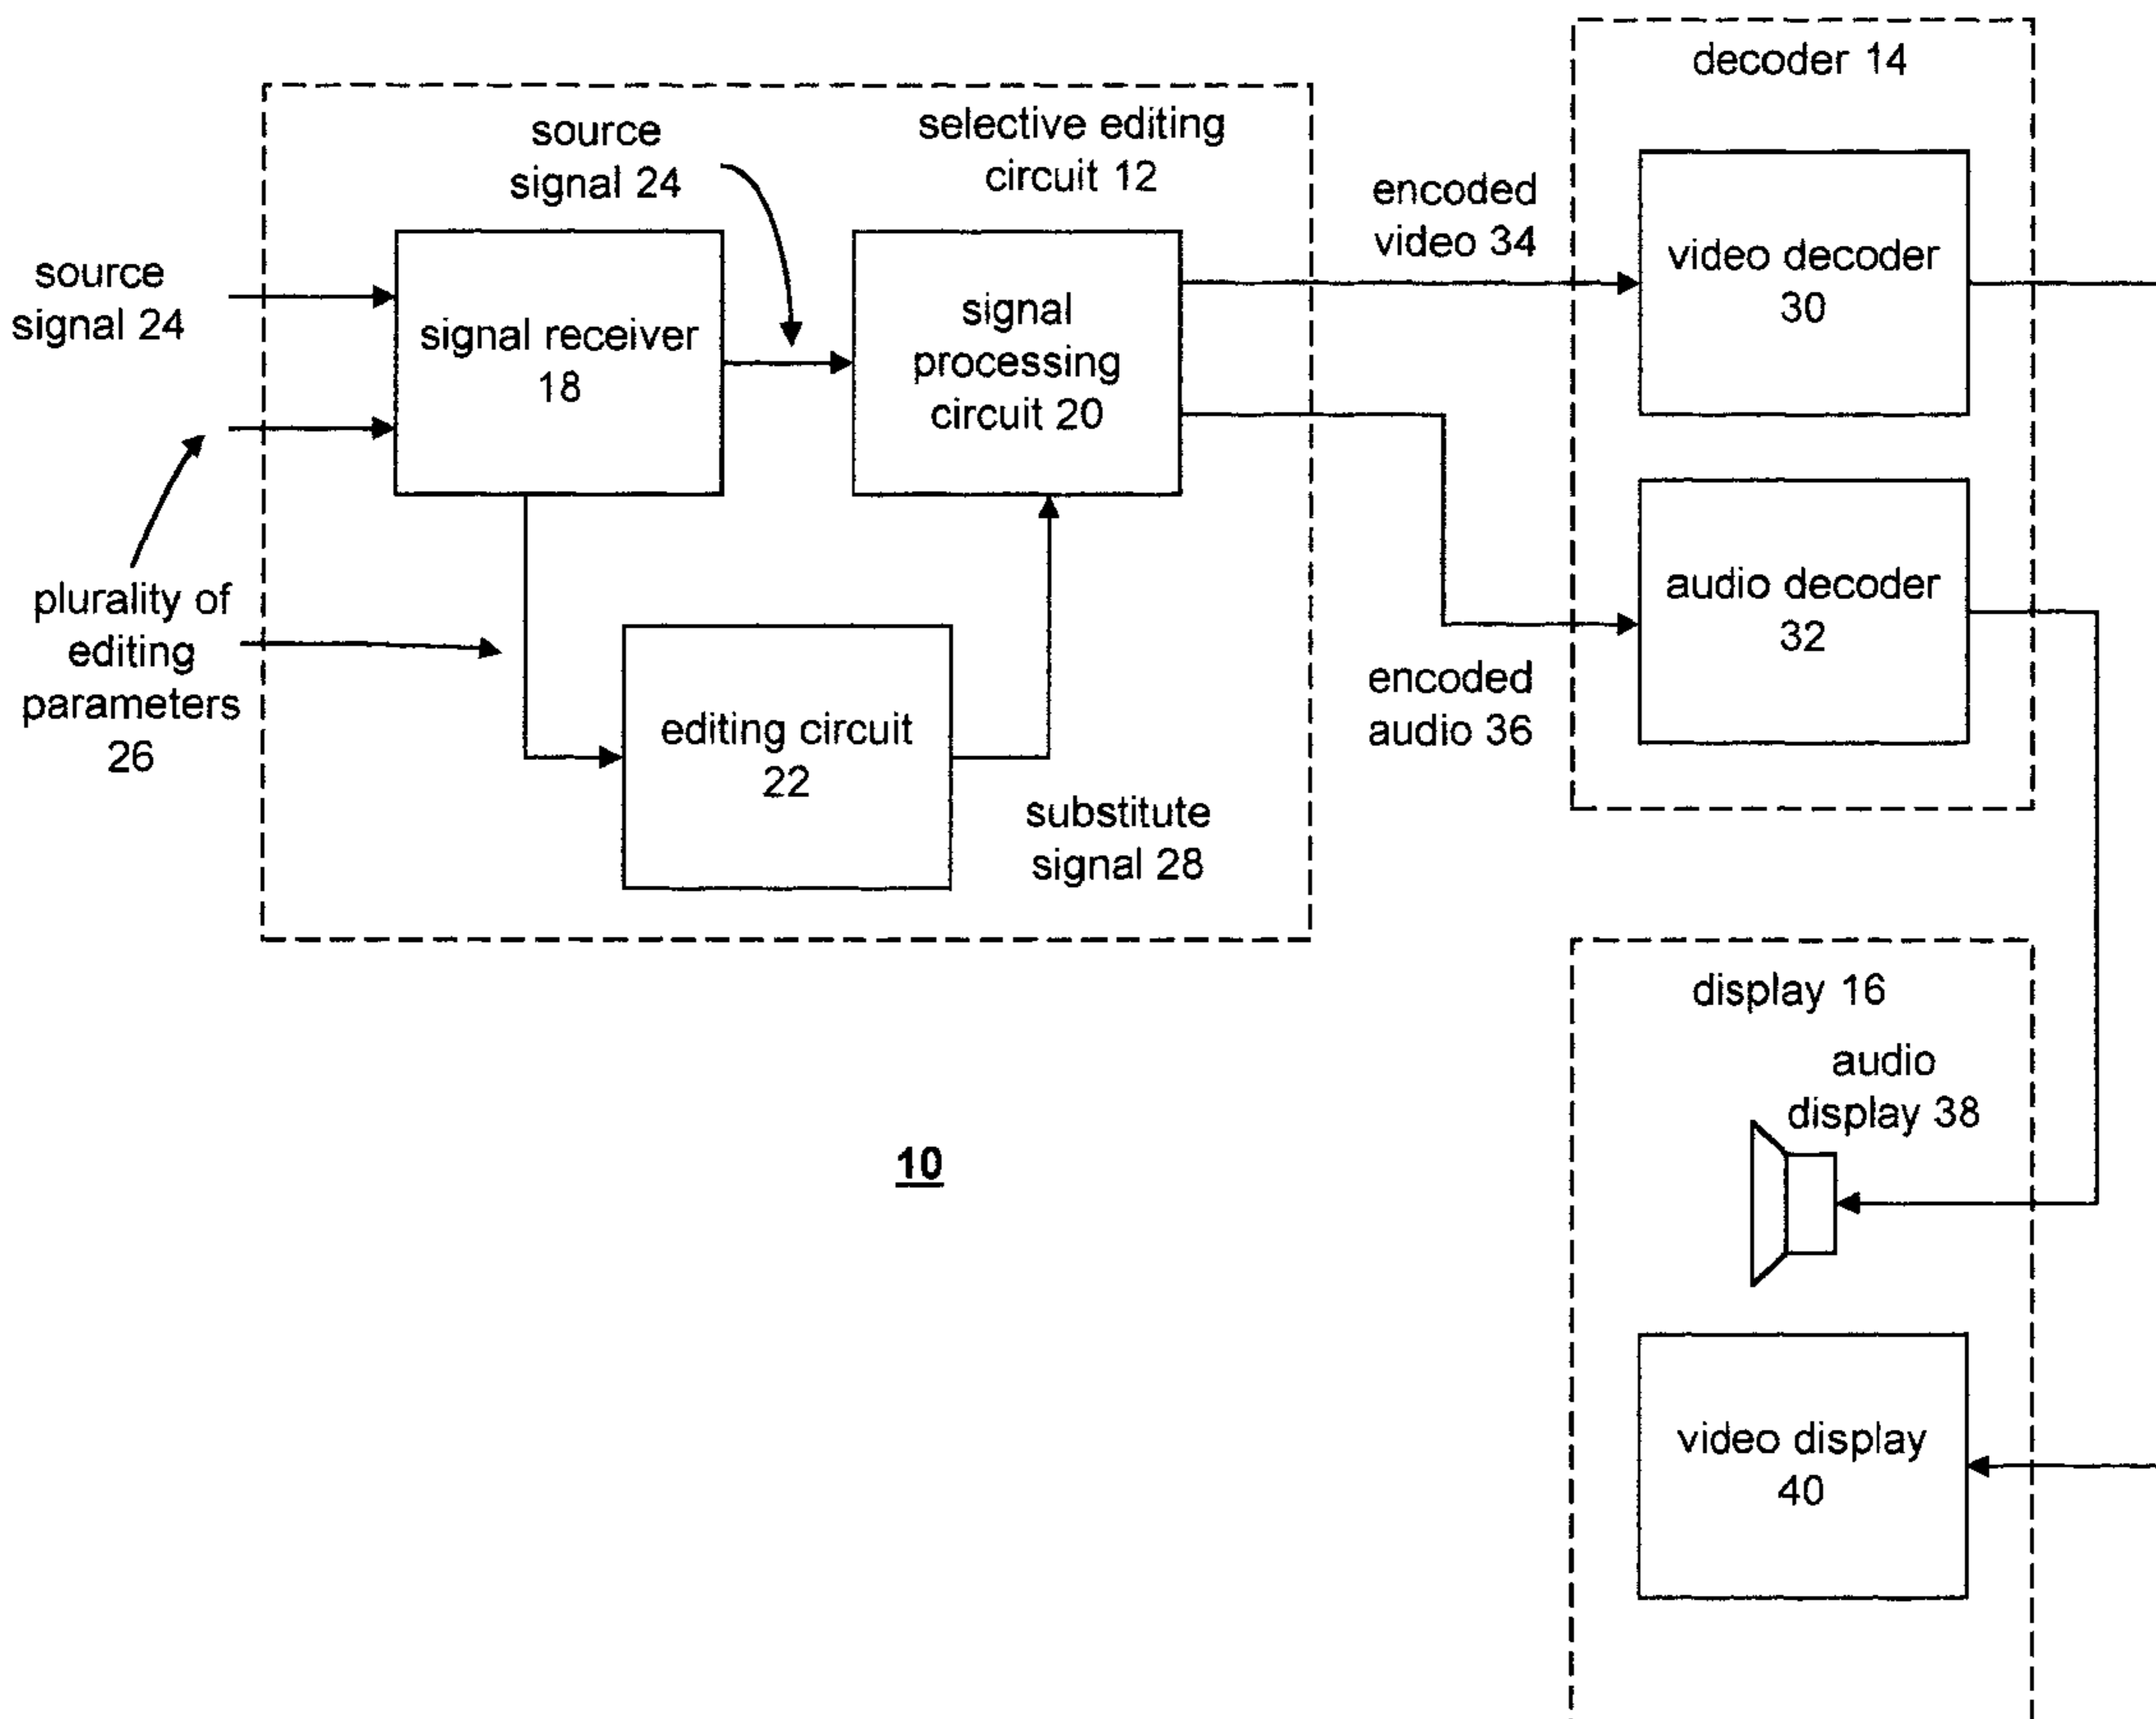 decoder 14
source
signal 24
selective editing
circuit 12
source
signal 24
signal receiver
18
signal
processing
circuit 20
encoded
video 34
video decoder
30
plurality of
editing
parameters
26
editing circuit
22
substitute
signal 28
encoded
audio 36
audio decoder
32
display 16
audio
display 38
10
video display
40